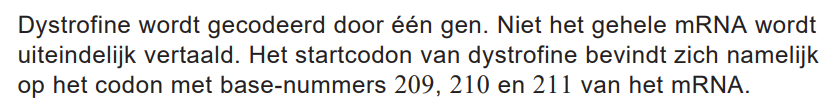 Dystrofine wordt gecodeerd door één gen. Niet het gehele mRNA wordt
uiteindelijk vertaald. Het startcodon van dystrofine bevindt zich namelijk
op het codon met base-nummers 209, 210 en 211 van het mRNA.